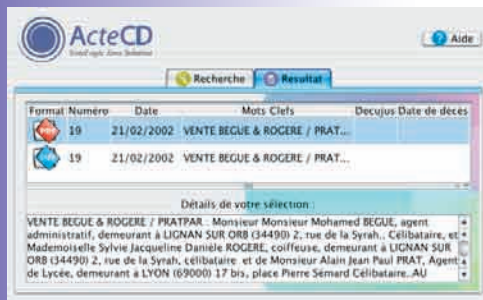 ActeCD
Aide
Recherche
Resultat
Format Numéro Date Mots Clefs Decujus Date de décès
19 21/02/2002 VENTE BEGUE & ROGERE / PRAT...
19 21/02/2002 VENTE BEGUE & ROGERE / PRAT...
Détails de votre sélection :
VENTE BEGUE & ROGERE / PRATPAR : Monsieur Monsieur Mohamed BEGUE, agent
administratif, demeurant à LIGNAN SUR ORB (34490) 2, rue de la Syrah,. Célibataire, et
Mademoiselle Sylvie Jacqueline Danièle ROGERE, coiffeuse, demeurant à LIGNAN SUR
ORB (34490) 2, rue de la Syrah, célibataire et de Monsieur Alain Jean Paul PRAT, Agent
de Lycée, demeurant à LYON (69000) 17 bis, place Pierre Sémard Célibataire..AU